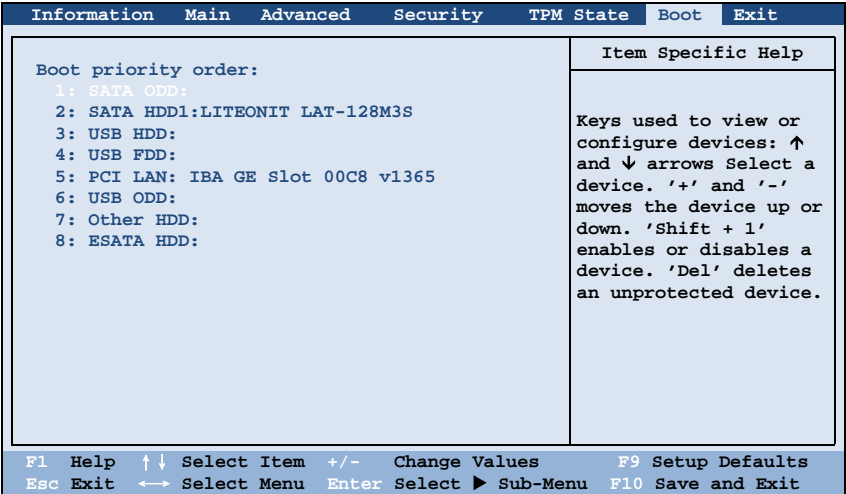 Information Main Advanced Security TPM State Boot Exit
Boot priority order:
1: SATA ODD:
2: SATA HDD1:LITEONIT LAT-128M3S
3: USB HDD:
4: USB FDD:
5: PCI LAN: IBA GE Slot 00C8 v1365
6: USB ODD:
7: Other HDD:
8: ESATA HDD:
Item Specific Help
Keys used to view or
configure devices: ↑
and ↓ arrows Select a
device. '+' and '-'
moves the device up or
down. 'Shift + 1'
enables or disables a
device. 'Del' deletes
an unprotected device.
F1 Help ↑↓ Select Item +/- Change Values F9 Setup Defaults
Esc Exit ←→ Select Menu Enter Select ▶ Sub-Menu F10 Save and Exit